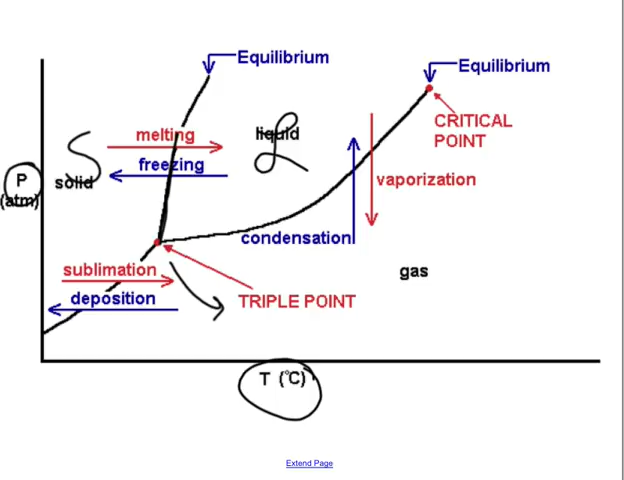 Equilibrium
Equilibrium
CRITICAL
POINT
melting
liquid
L
freezing
S
solid
P
(atm)
vaporization
condensation
sublimation
deposition
gas
TRIPLE POINT
T (°C)
Extend Page